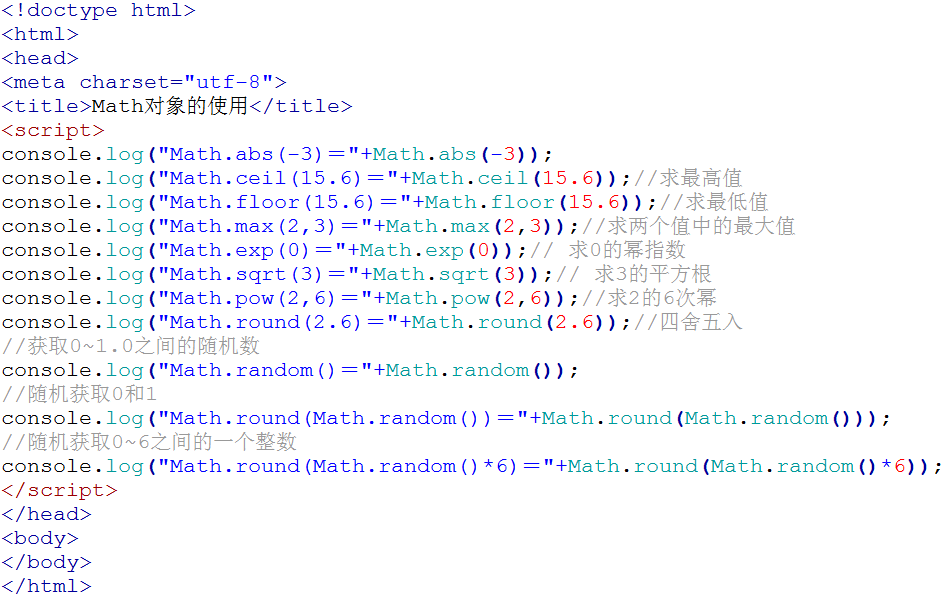 <!doctype html>
<html>
<head>
<meta charset="utf-8">
<title>Math对象的使用</title>
<script>
console.log("Math.abs(-3)＝"+Math.abs(-3));
console.log("Math.ceil(15.6)＝"+Math.ceil(15.6));//求最高值
console.log("Math.floor(15.6)＝"+Math.floor(15.6));//求最低值
console.log("Math.max(2,3)＝"+Math.max(2,3));//求两个值中的最大值
console.log("Math.exp(0)＝"+Math.exp(0));// 求0的幂指数
console.log("Math.sqrt(3)＝"+Math.sqrt(3));// 求3的平方根
console.log("Math.pow(2,6)＝"+Math.pow(2,6));//求2的6次幂
console.log("Math.round(2.6)＝"+Math.round(2.6));//四舍五入
//获取0~1.0之间的随机数
console.log("Math.random()＝"+Math.random());
//随机获取0和1
console.log("Math.round(Math.random())＝"+Math.round(Math.random()));
//随机获取0~6之间的一个整数
console.log("Math.round(Math.random()*6)＝"+Math.round(Math.random()*6));
</script>
</head>
<body>
</body>
</html>